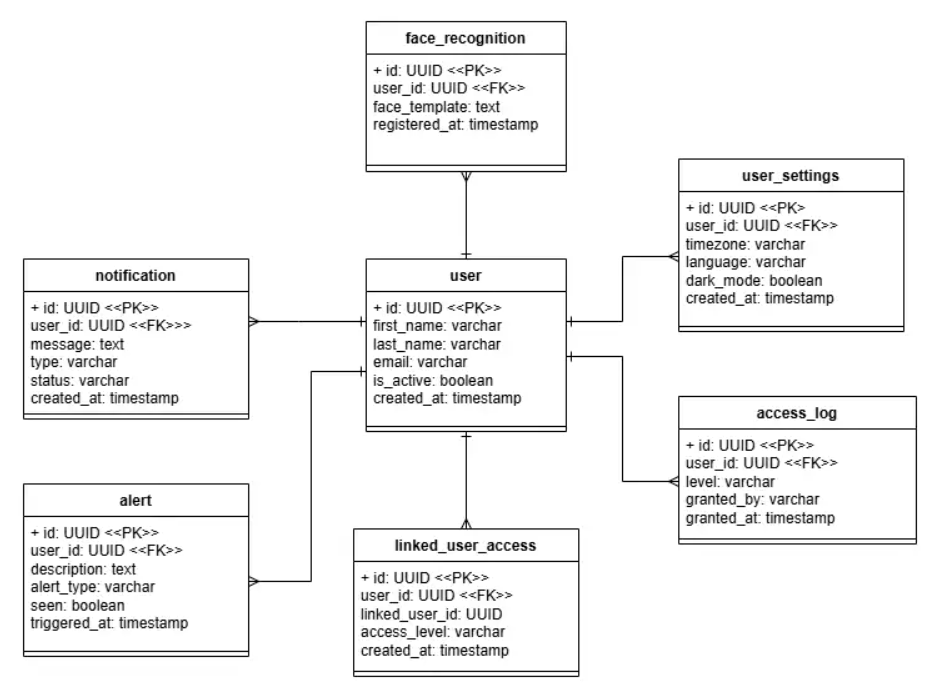 face_recognition
+ id: UUID <<PK>>
user_id: UUID <<FK>>
face_template: text
registered_at: timestamp
user_settings
+ id: UUID <<PK>
user_id: UUID <<FK>>
timezone: varchar
language: varchar
dark_mode: boolean
created_at: timestamp
notification
+ id: UUID <<PK>>
user_id: UUID <<FK>>>
message: text
type: varchar
status: varchar
created_at: timestamp
user
+ id: UUID <<PK>>
first_name: varchar
last_name: varchar
email: varchar
is_active: boolean
created_at: timestamp
access_log
+ id: UUID <<PK>>
user_id: UUID <<FK>>
level: varchar
granted_by: varchar
granted_at: timestamp
alert
+ id: UUID <<PK>>
user_id: UUID <<FK>>
description: text
alert_type: varchar
seen: boolean
triggered_at: timestamp
linked_user_access
+ id: UUID <<PK>>
user_id: UUID <<FK>>
linked_user_id: UUID
access_level: varchar
created_at: timestamp